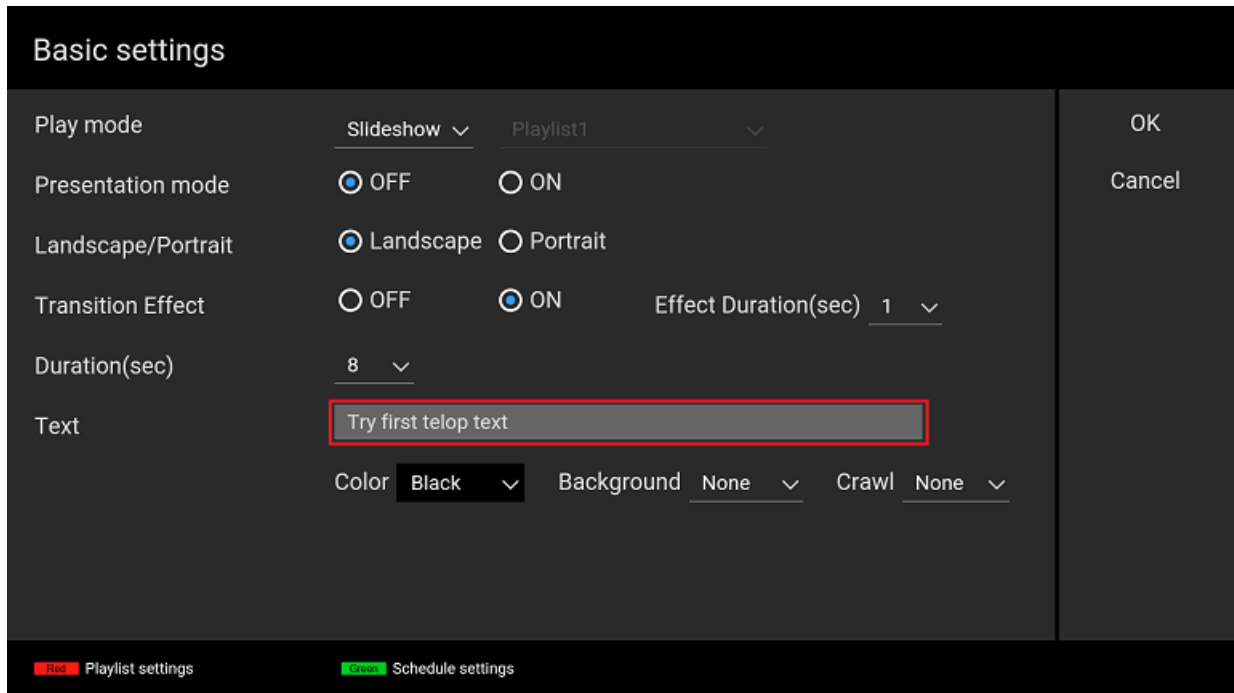 Basic settings
Play mode Slideshow Playlist1 OK
Presentation mode OFF ON Cancel
Landscape/Portrait Landscape Portrait
Transition Effect OFF ON Effect Duration(sec) 1
Duration(sec) 8
Text Try first telop text
Color Black Background None Crawl None
Red Playlist settings Green Schedule settings